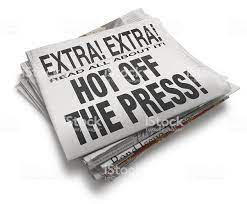 EXTRA! EXTRA!
READ ALL ABOUT IT!
HOT OFF
THE PRESS!
iStock